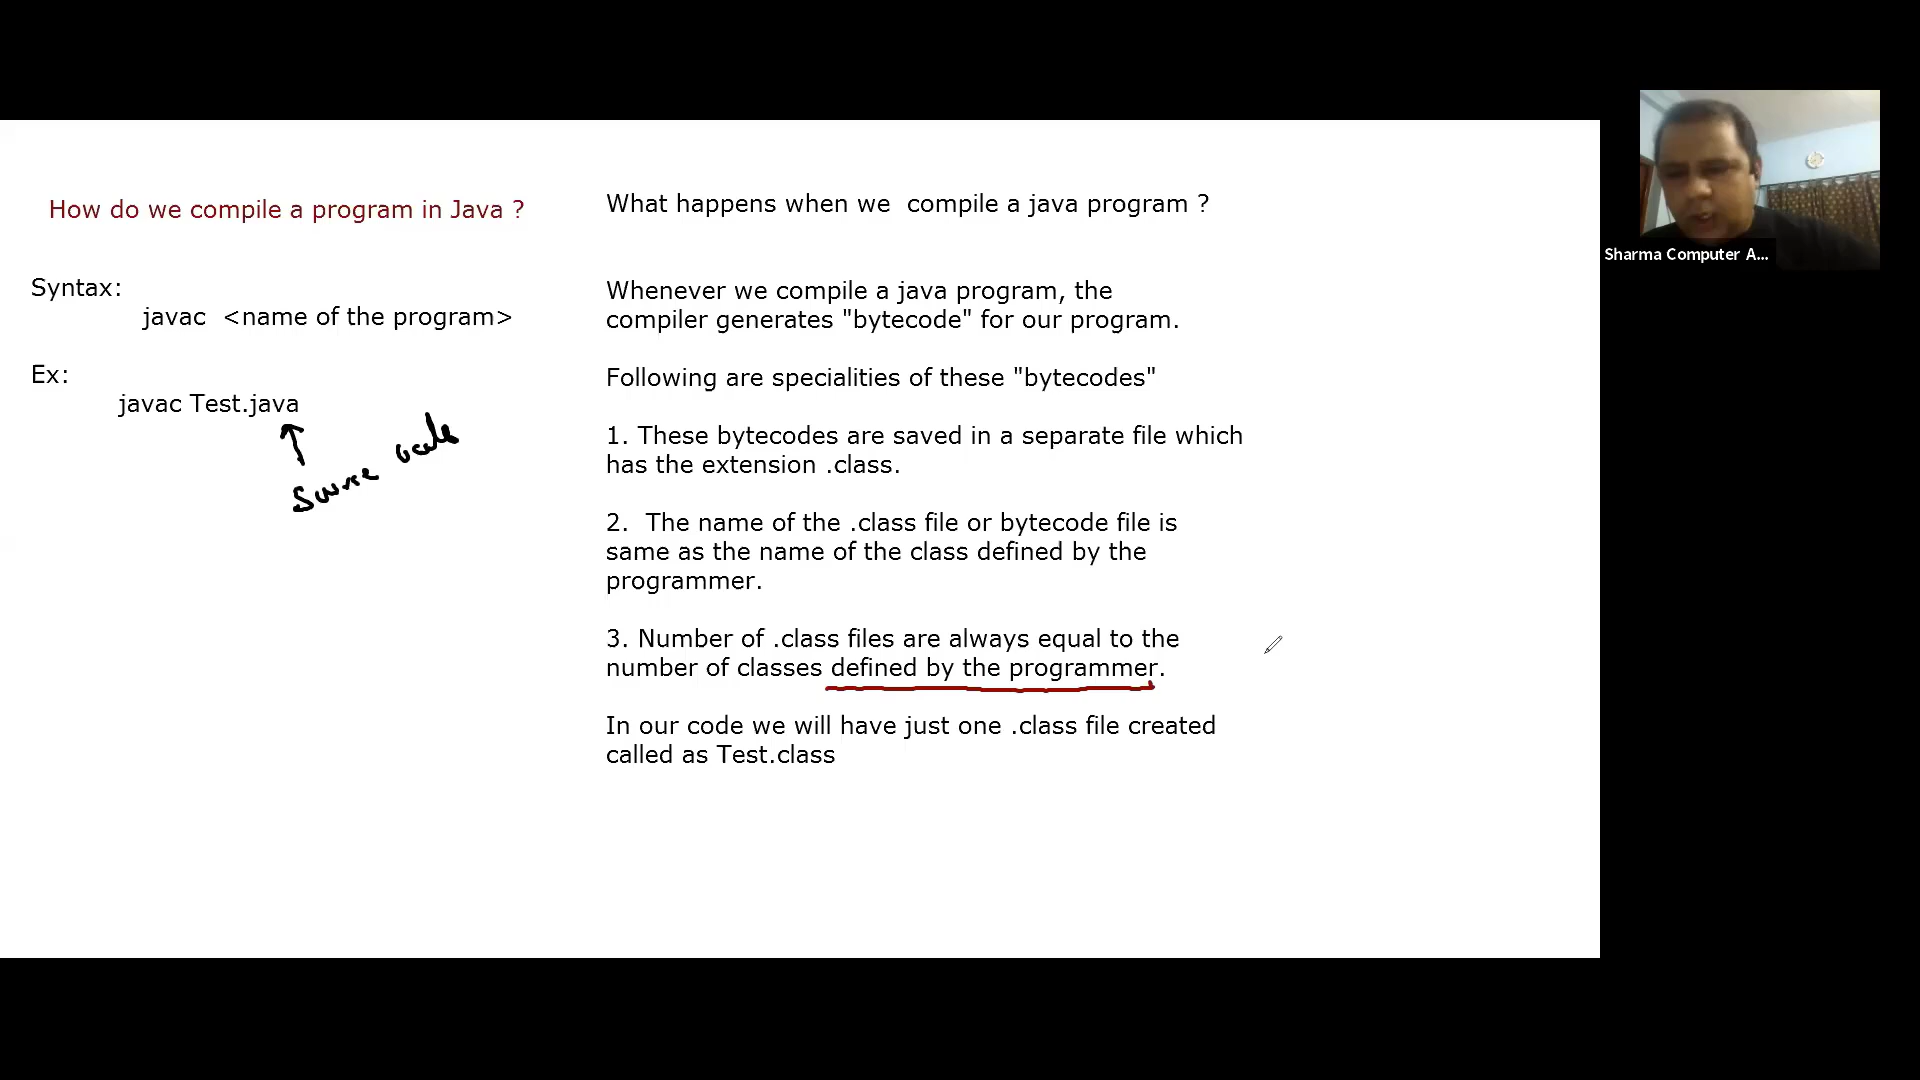 How do we compile a program in Java ?
Syntax:
javac <name of the program>
Ex:
javac Test.java
Source code
What happens when we compile a java program ?
Whenever we compile a java program, the
compiler generates "bytecode" for our program.
Following are specialities of these "bytecodes"
1. These bytecodes are saved in a separate file which
has the extension .class.
2. The name of the .class file or bytecode file is
same as the name of the class defined by the
programmer.
3. Number of .class files are always equal to the
number of classes defined by the programmer.
In our code we will have just one .class file created
called as Test.class
Sharma Computer A...